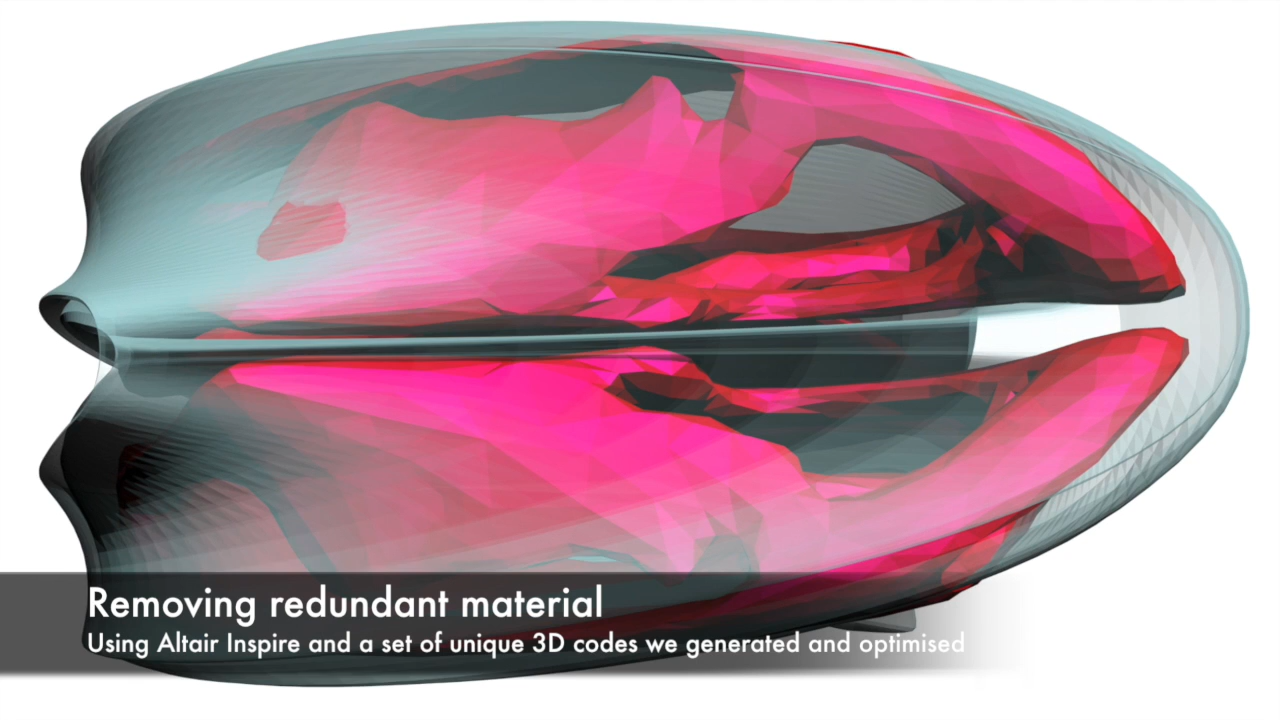 Removing redundant material
Using Altair Inspire and a set of unique 3D codes we generated and optimised